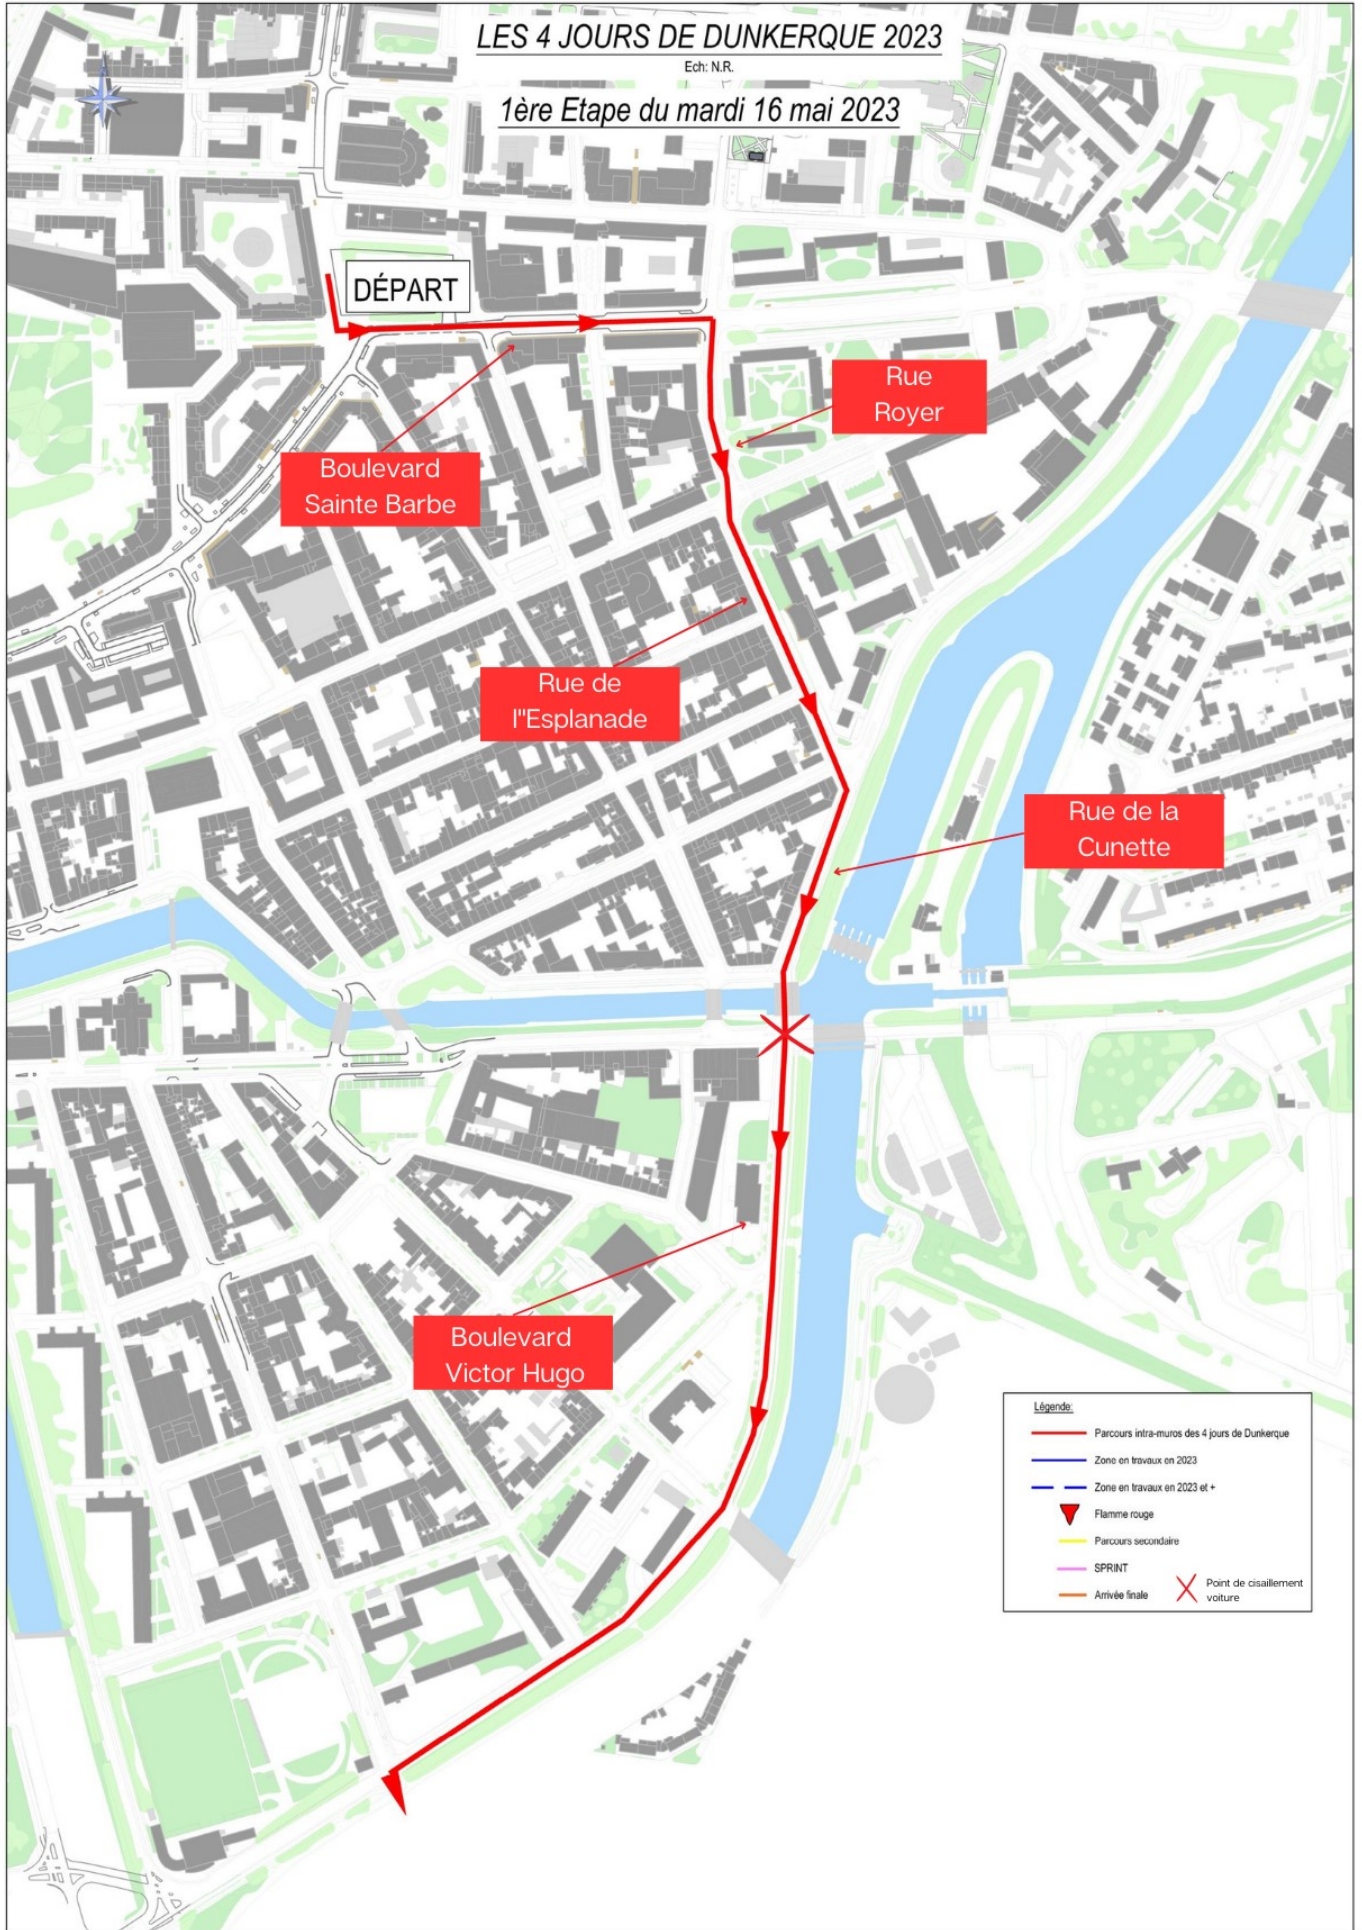 LES 4 JOURS DE DUNKERQUE 2023
Ech: N.R.
1ère Etape du mardi 16 mai 2023
DÉPART
Rue
Royer
Boulevard
Sainte Barbe
Rue de
l"Esplanade
Rue de la
Cunette
Boulevard
Victor Hugo
Légende:
Parcours intra-muros des 4 jours de Dunkerque
Zone en travaux en 2023
Zone en travaux en 2023 et +
Flamme rouge
Parcours secondaire
SPRINT
Arrivée finale
Point de cisaillement
voiture